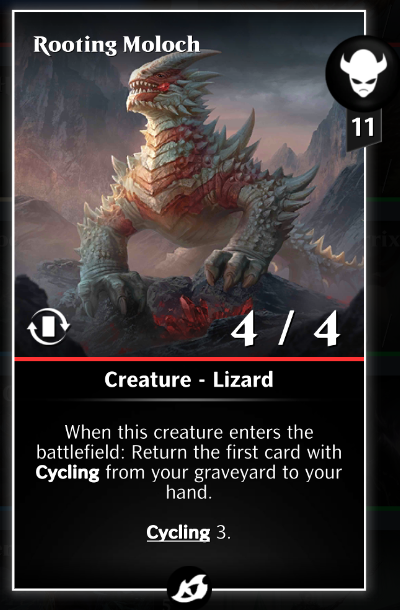 Rooting Moloch
11
4 / 4
Creature - Lizard
When this creature enters the
battlefield: Return the first card with
Cycling from your graveyard to your
hand.
Cycling 3.